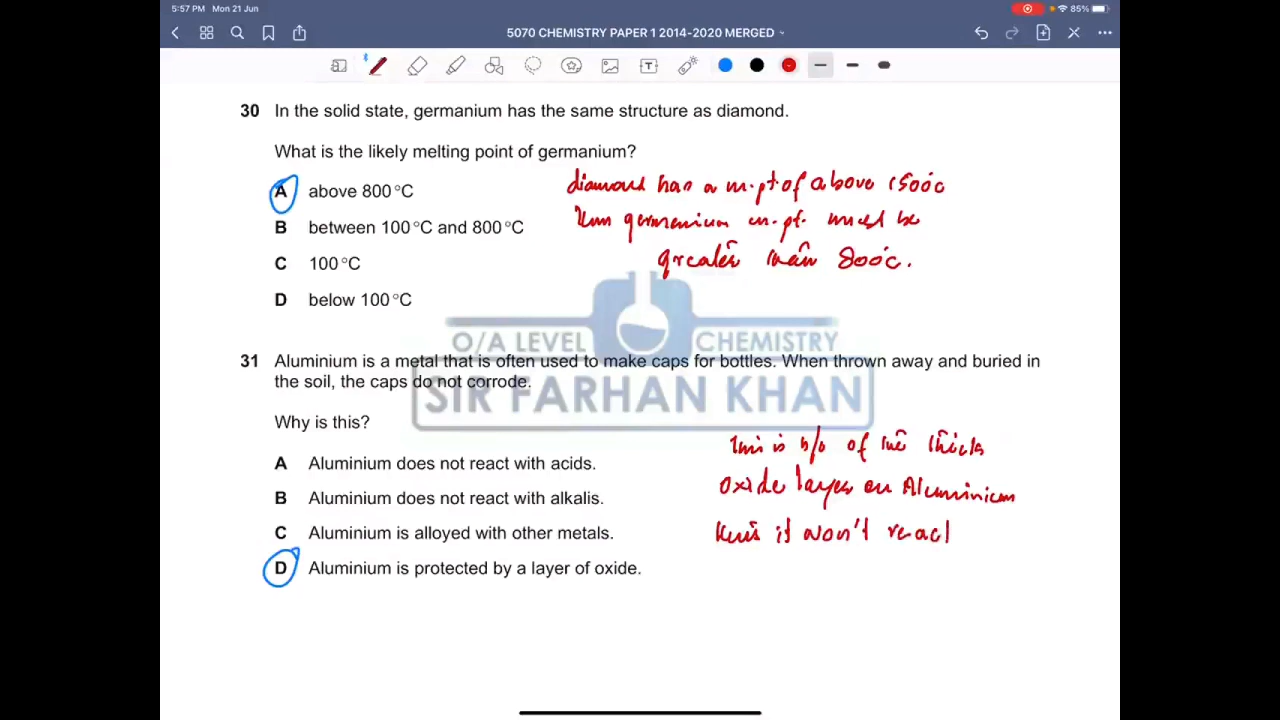 5:57 PM Mon 21 Jun
85%
5070 CHEMISTRY PAPER 1 2014-2020 MERGED
30 In the solid state, germanium has the same structure as diamond.
What is the likely melting point of germanium?
A above 800 °C
B between 100 °C and 800 °C
C 100 °C
D below 100 °C
diamond has a m.pt of above 1500°C
germanium m.pt. must be
greater than 800°C.
O/A LEVEL CHEMISTRY
SIR FARHAN KHAN
31 Aluminium is a metal that is often used to make caps for bottles. When thrown away and buried in
the soil, the caps do not corrode.
Why is this?
A Aluminium does not react with acids.
B Aluminium does not react with alkalis.
C Aluminium is alloyed with other metals.
D Aluminium is protected by a layer of oxide.
This is b/c of the thick
oxide layer on Aluminium
thus it won't react